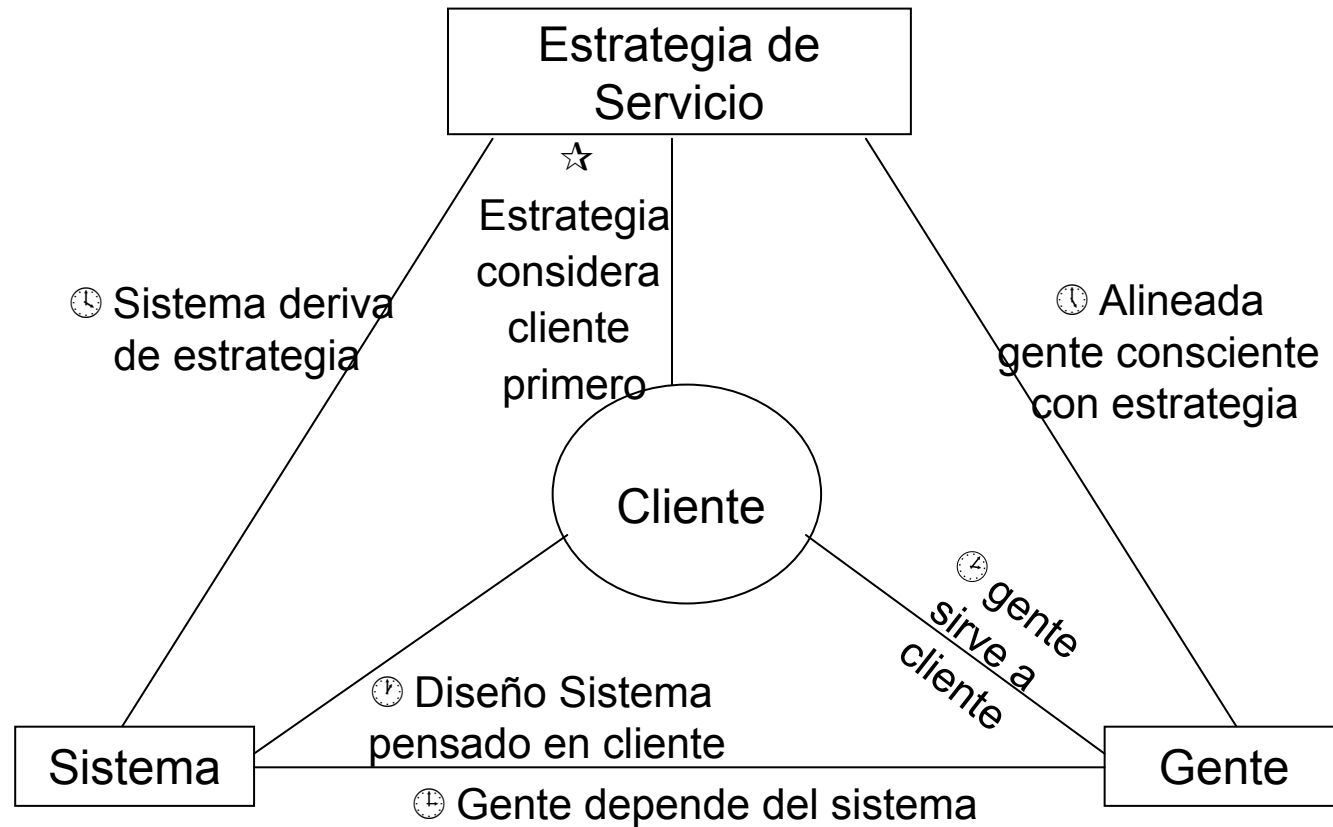 Estrategia de
Servicio
☆
Estrategia
considera
cliente
primero
🕓 Sistema deriva
de estrategia
🕔 Alineada
gente consciente
con estrategia
Cliente
🕑 gente
sirve a
cliente
🕐 Diseño Sistema
pensado en cliente
Sistema
Gente
🕒 Gente depende del sistema